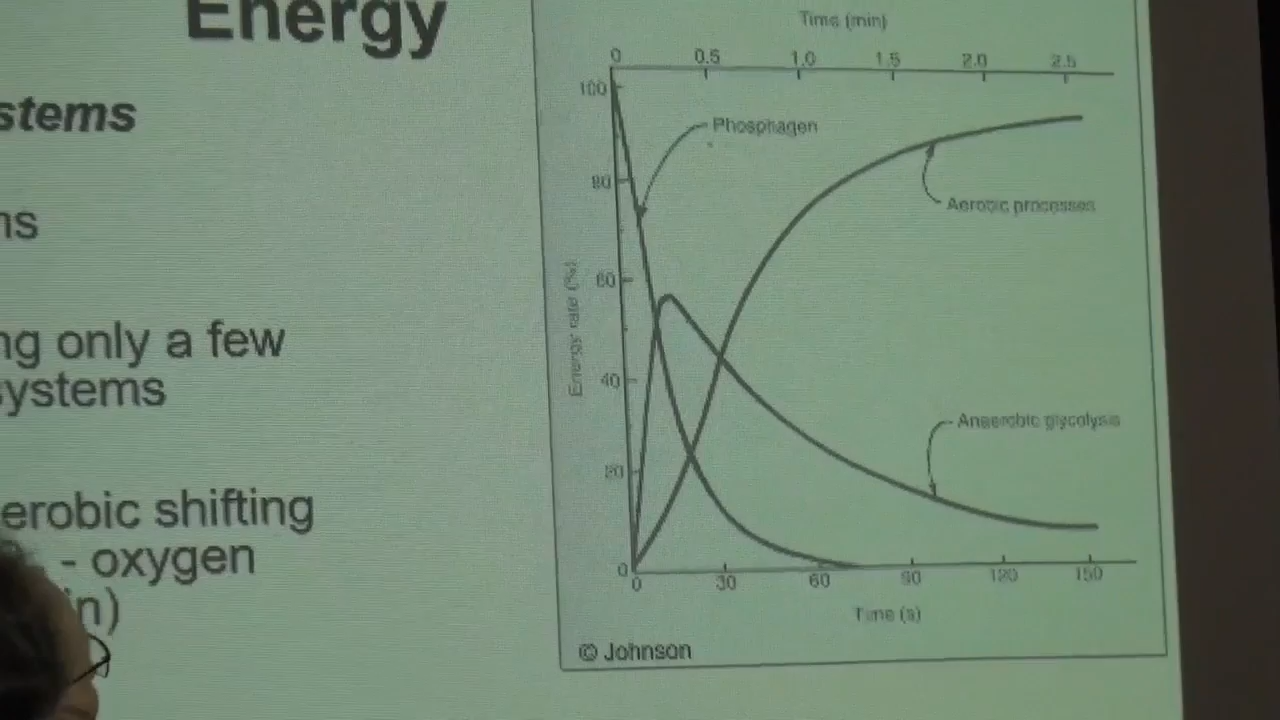 Energy
stems
ns
ng only a few
systems
erobic shifting
- oxygen
in)
Time (min)
0 0.5 1.0 1.5 2.0 2.5
100
80
60
40
20
0
Energy rate (%)
Phosphagen
Aerobic processes
Anaerobic glycolysis
0 30 60 90 120 150
Time (s)
© Johnson